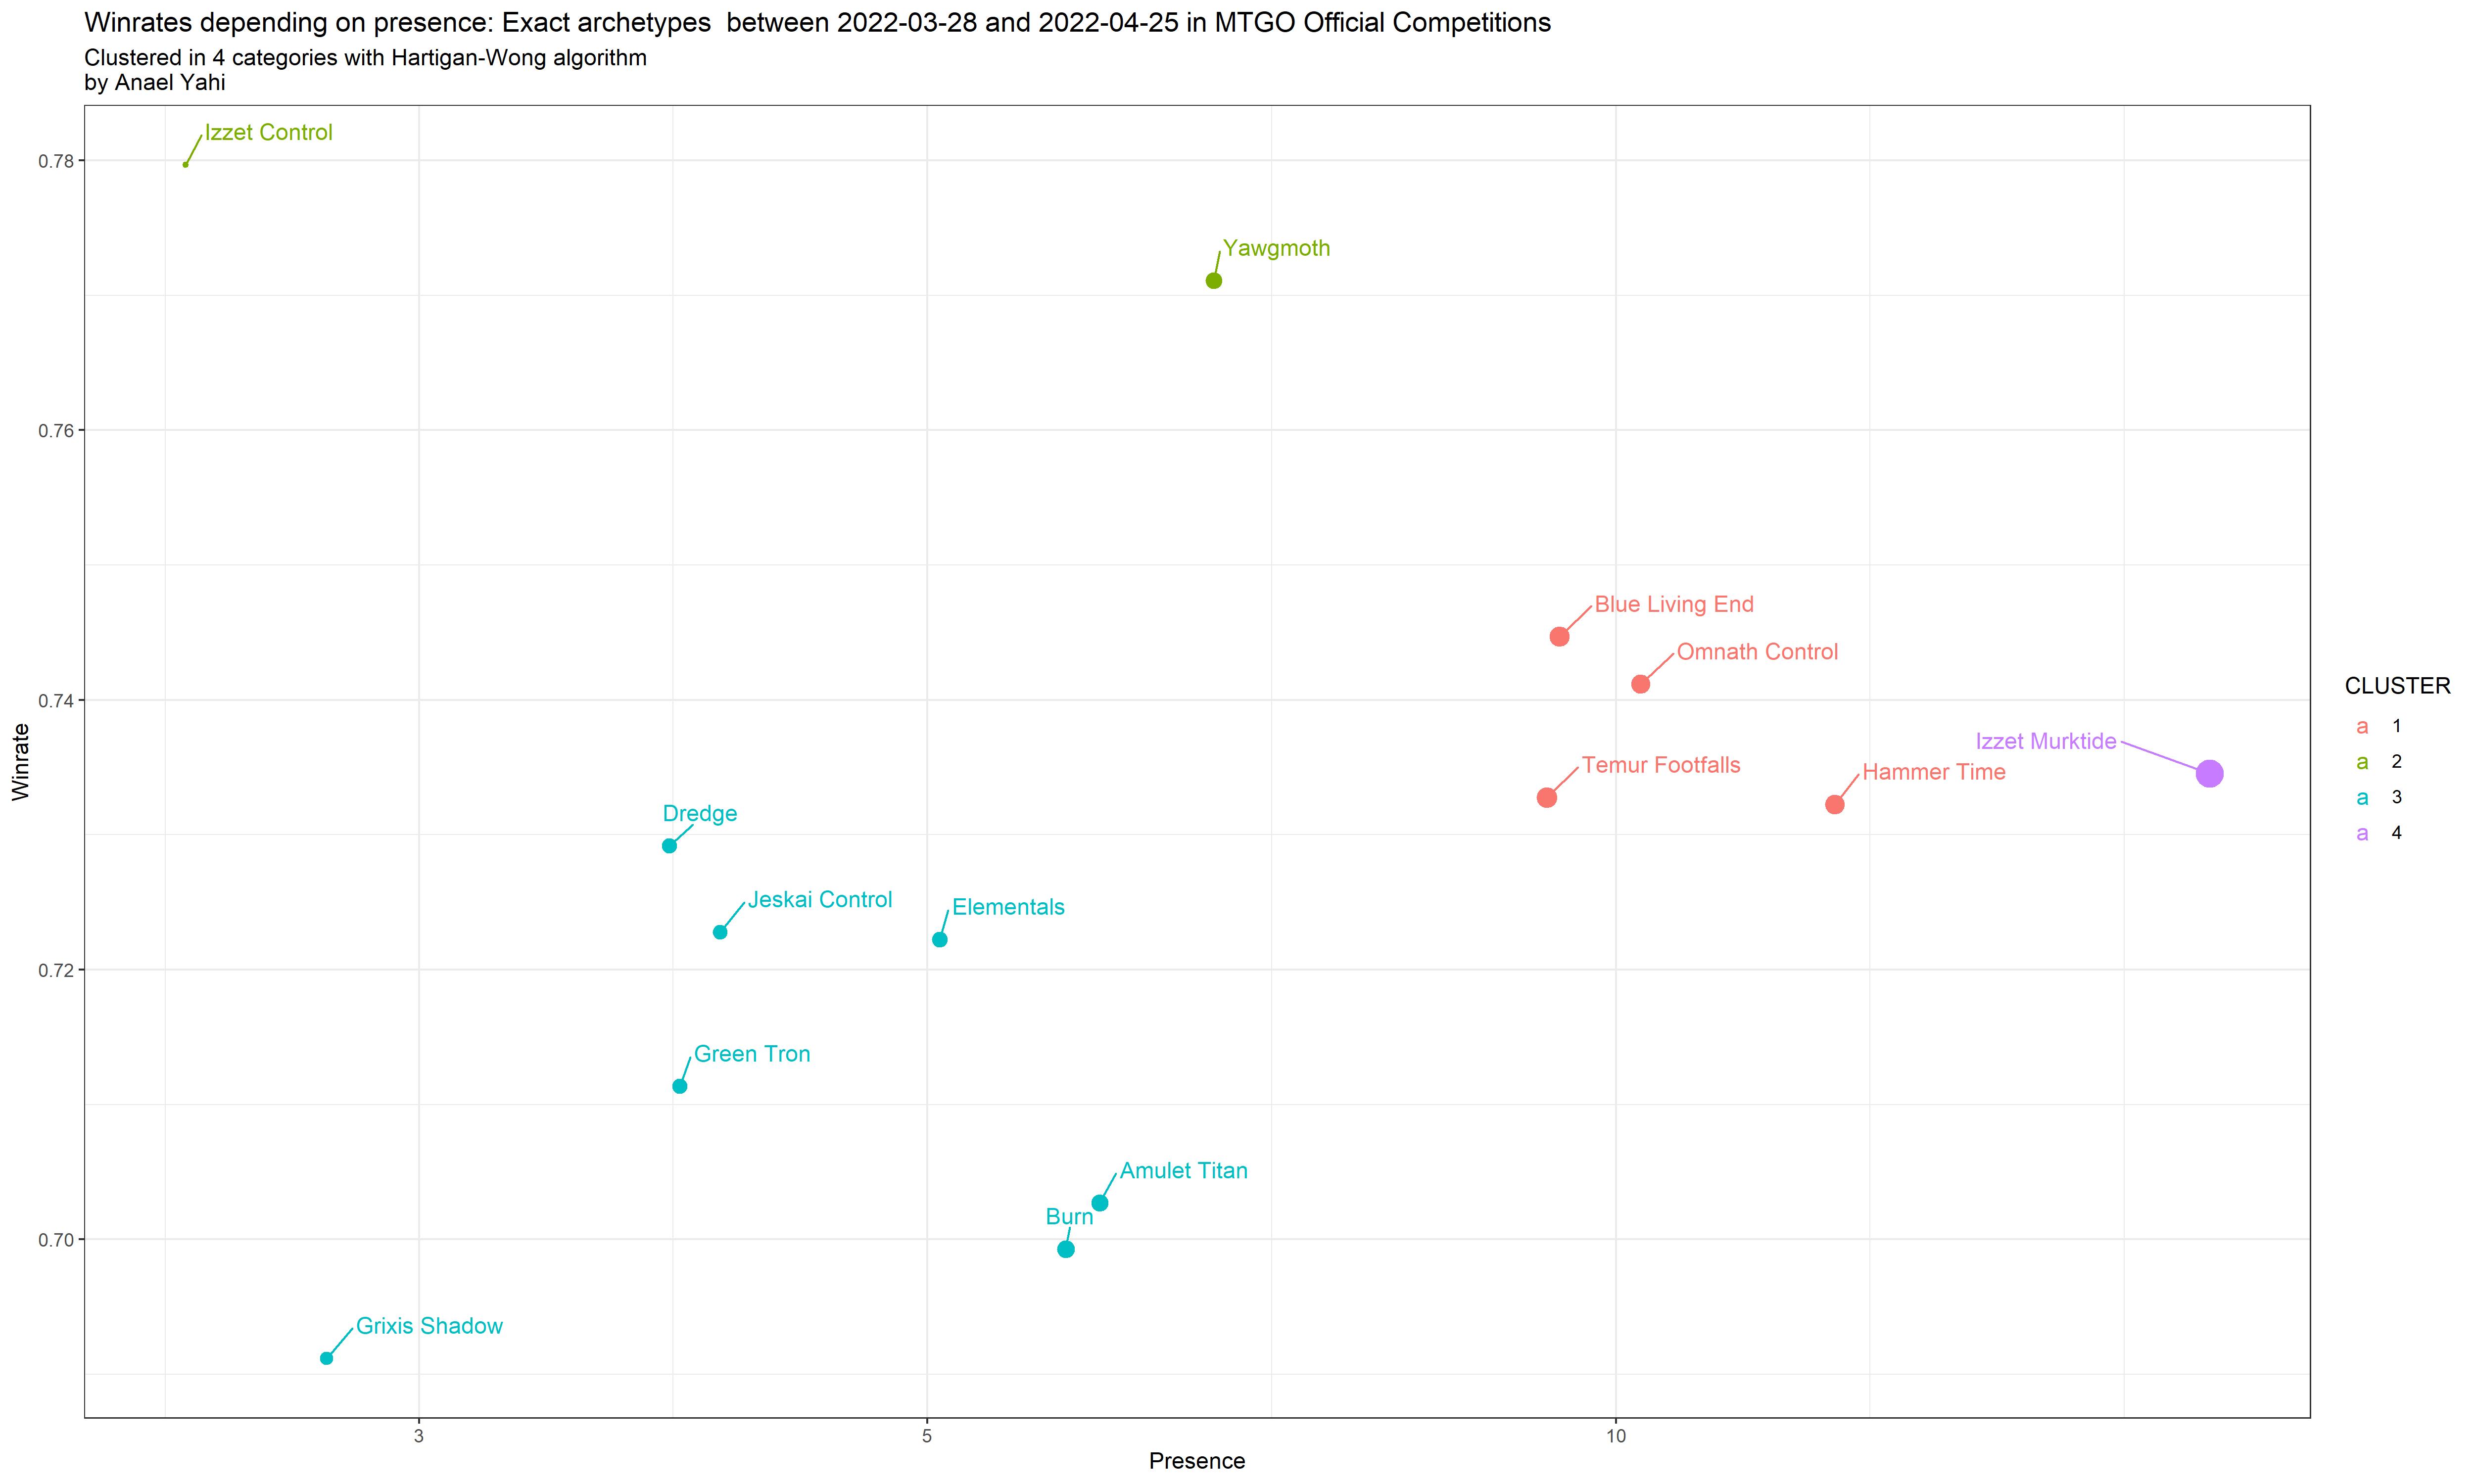 Winrates depending on presence: Exact archetypes  between 2022-03-28 and 2022-04-25 in MTGO Official Competitions
Clustered in 4 categories with Hartigan-Wong algorithm
by Anael Yahi
Izzet Control
0.78
Yawgmoth
0.76
Blue Living End
Omnath Control
0.74
Izzet Murktide
Temur Footfalls
Hammer Time
Dredge
Jeskai Control
Elementals
0.72
Green Tron
Amulet Titan
Burn
0.70
Grixis Shadow
Winrate
3
5
10
Presence
CLUSTER
a 1
a 2
a 3
a 4